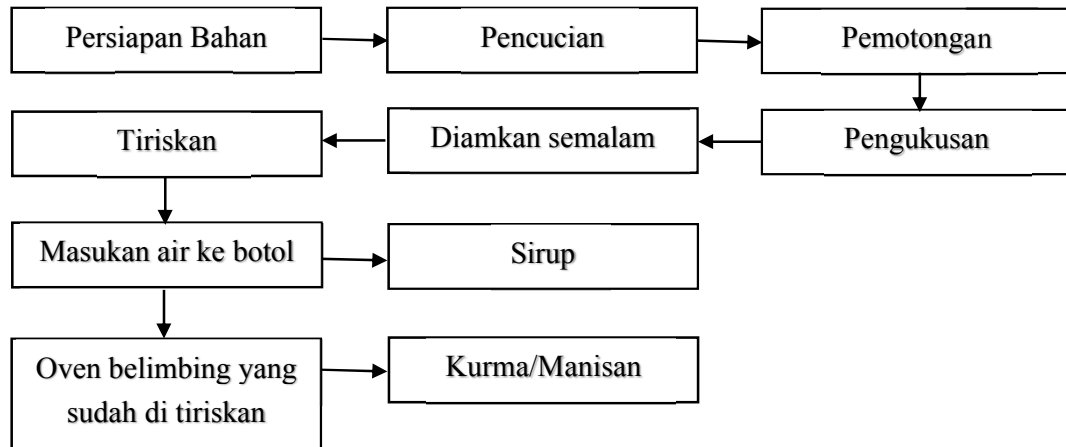 Persiapan Bahan
Pencucian
Pemotongan
Pengukusan
Diamkan semalam
Tiriskan
Masukan air ke botol
Sirup
Oven belimbing yang
sudah di tiriskan
Kurma/Manisan